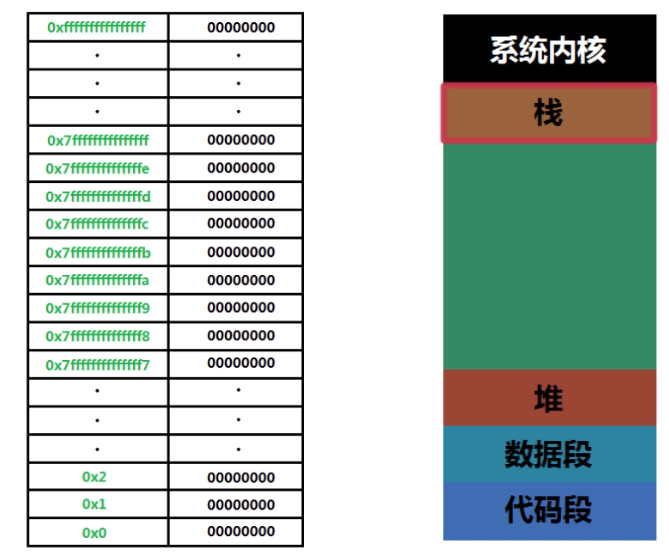 0xffffffffffffffff 00000000
. .
. .
. .
0x7fffffffffffffff 00000000
0x7ffffffffffffffe 00000000
0x7ffffffffffffffd 00000000
0x7ffffffffffffffc 00000000
0x7ffffffffffffffb 00000000
0x7ffffffffffffffa 00000000
0x7ffffffffffffff9 00000000
0x7ffffffffffffff8 00000000
0x7ffffffffffffff7 00000000
. .
. .
. .
0x2 00000000
0x1 00000000
0x0 00000000
系统内核
栈
堆
数据段
代码段